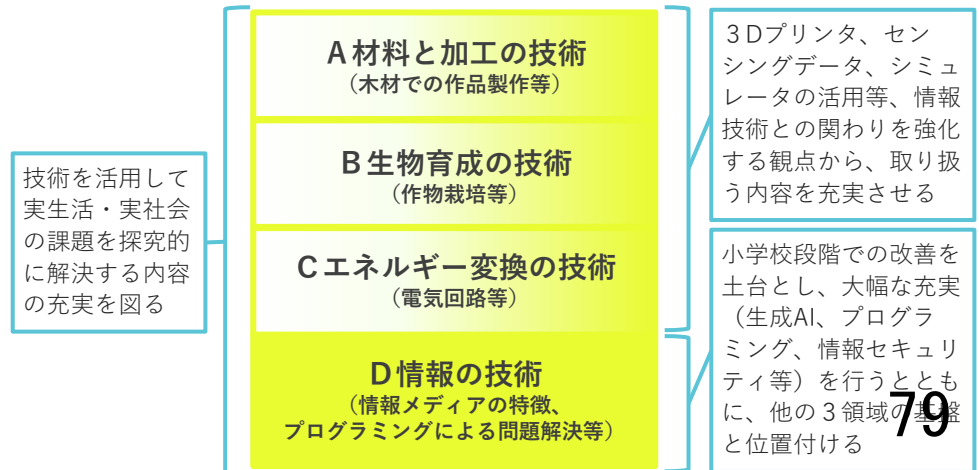 技術を活用して
実生活・実社会
の課題を探究的
に解決する内容
の充実を図る
A材料と加工の技術
（木材での作品製作等）
B生物育成の技術
（作物栽培等）
Cエネルギー変換の技術
（電気回路等）
D情報の技術
（情報メディアの特徴、
プログラミングによる問題解決等）
３Dプリンタ、セン
シングデータ、シミュ
レータの活用等、情報
技術との関わりを強化
する観点から、取り扱
う内容を充実させる
小学校段階での改善を
土台とし、大幅な充実
（生成AI、プログラ
ミング、情報セキュリ
ティ等）を行うととも
に、他の３領域の基盤
と位置付ける
79